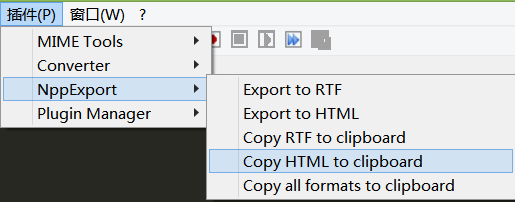 插件(P) 窗口(W) ?
MIME Tools
Converter
NppExport
Plugin Manager
Export to RTF
Export to HTML
Copy RTF to clipboard
Copy HTML to clipboard
Copy all formats to clipboard